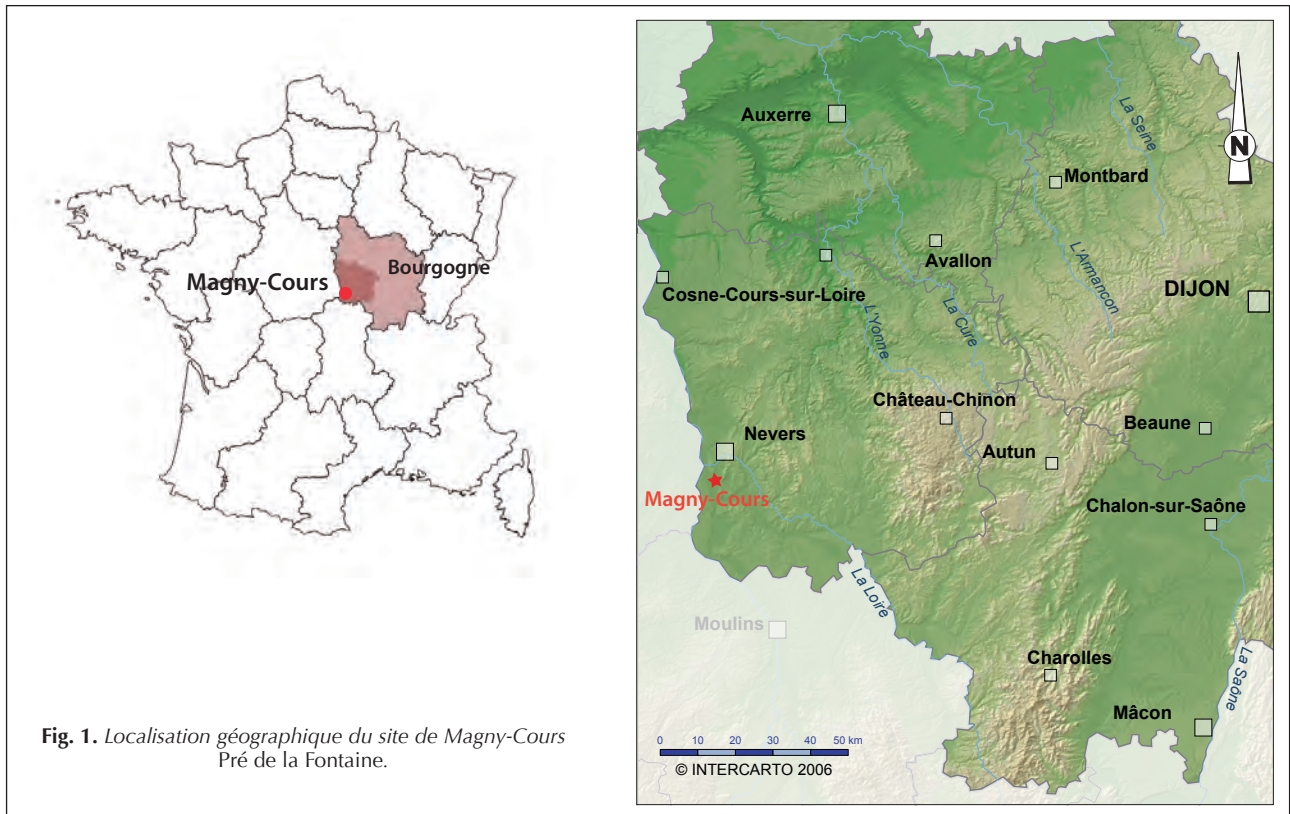 Magny-Cours
Bourgogne
Fig. 1. Localisation géographique du site de Magny-Cours
Pré de la Fontaine.
Auxerre
La Seine
N
Montbard
Avallon
L'Armançon
Cosne-Cours-sur-Loire
DIJON
L'Yonne
La Cure
Château-Chinon
Beaune
Nevers
Autun
Magny-Cours
Chalon-sur-Saône
La Loire
Moulins
Charolles
La Saône
Mâcon
0 10 20 30 40 50 km
© INTERCARTO 2006